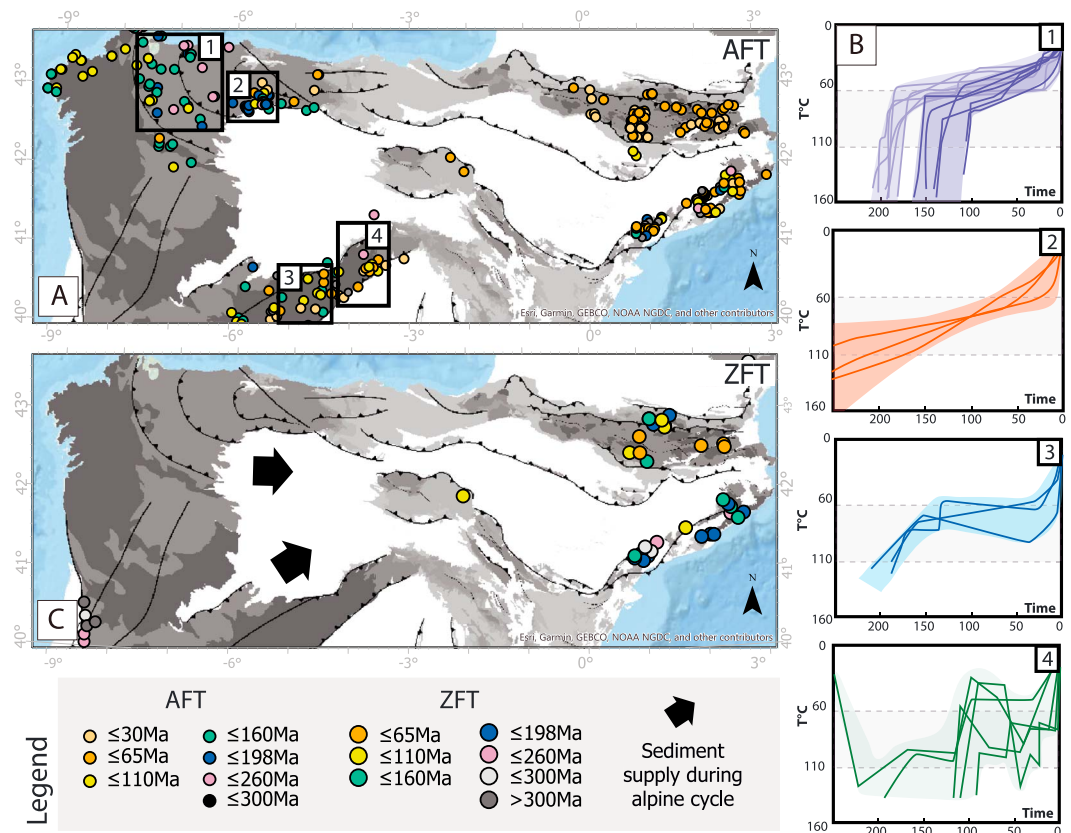 -9° -6° -3° 0° 3°
AFT
43°
42°
41°
40°
43°
42°
41°
40°
1
2
3
4
A
N
Esri, Garmin, GEBCO, NOAA NGDC, and other contributors
-9° -6° -3° 0° 3°
ZFT
43°
42°
41°
40°
43°
42°
41°
40°
C
N
Esri, Garmin, GEBCO, NOAA NGDC, and other contributors
-9° -6° -3° 0° 3°
Legend
AFT
≤30Ma
≤65Ma
≤110Ma
≤160Ma
≤198Ma
≤260Ma
≤300Ma
ZFT
≤65Ma
≤110Ma
≤160Ma
≤198Ma
≤260Ma
≤300Ma
>300Ma
Sediment
supply during
alpine cycle
B
1
0
60
110
160
T°C
Time
200 150 100 50 0
2
0
60
110
160
T°C
Time
200 150 100 50 0
3
0
60
110
160
T°C
Time
200 150 100 50 0
4
0
60
110
160
T°C
Time
200 150 100 50 0